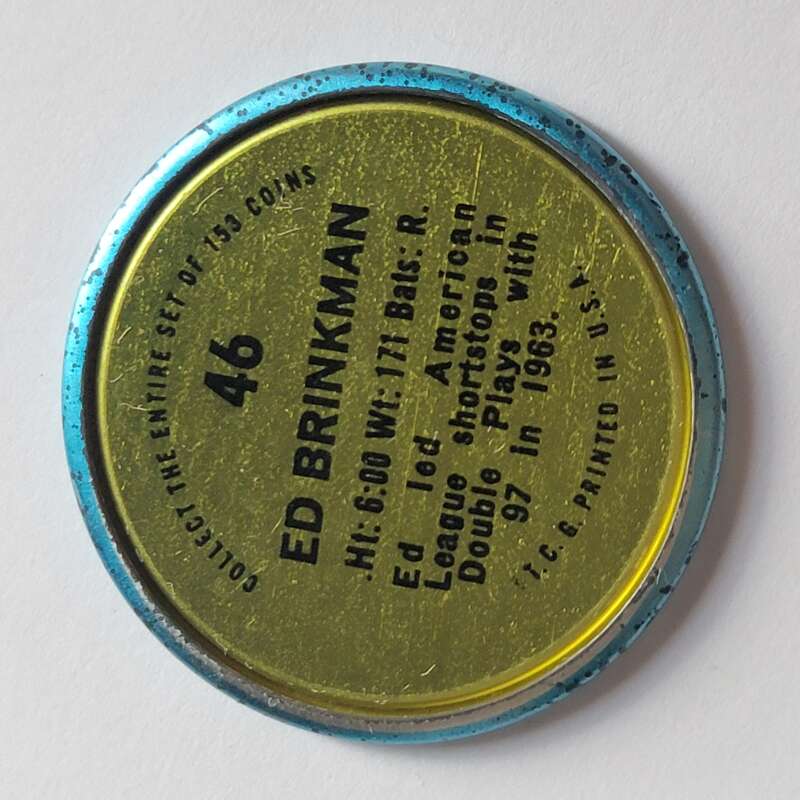 COLLECT THE ENTIRE SET OF 153 COINS
46
ED BRINKMAN
Ht: 6:00 Wt: 171 Bats: R.
Ed led American
League shortstops in
Double Plays with
97 in 1963.
T. C. G. PRINTED IN U.S.A.